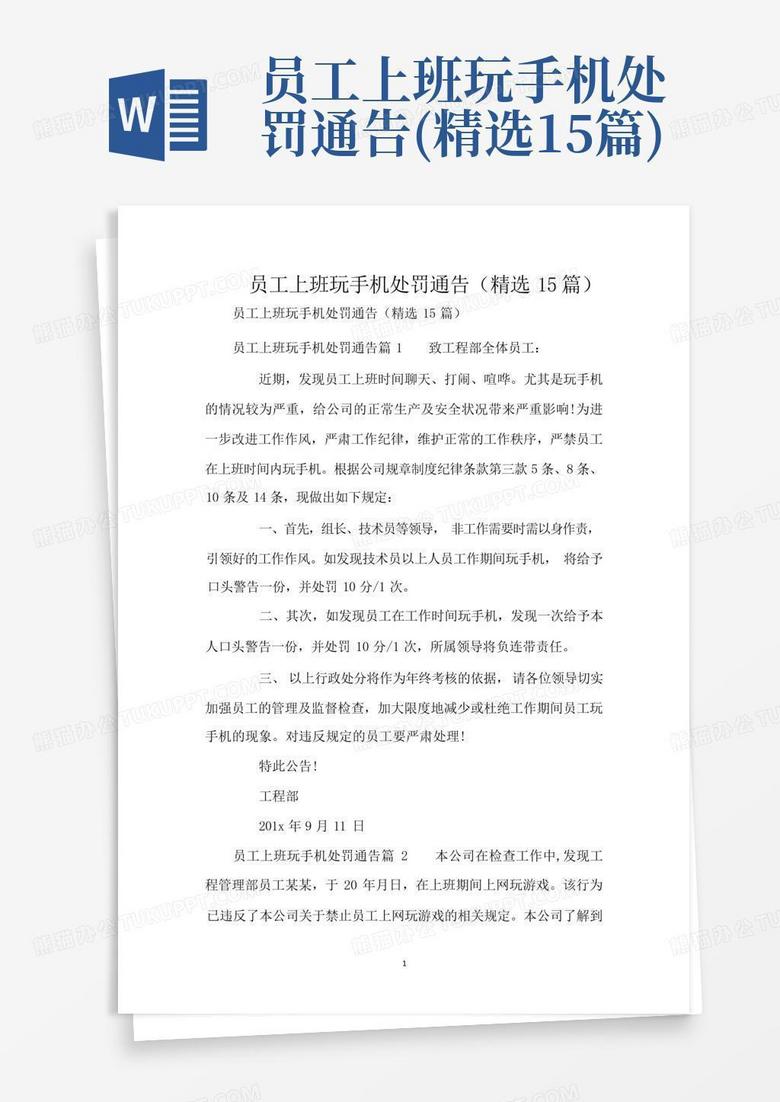 员工上班玩手机处
罚通告(精选15篇)
W
员工上班玩手机处罚通告（精选 15 篇）
员工上班玩手机处罚通告（精选 15 篇）
员工上班玩手机处罚通告篇 1 致工程部全体员工：
近期，发现员工上班时间聊天、打闹、喧哗。尤其是玩手机
的情况较为严重，给公司的正常生产及安全状况带来严重影响!为进
一步改进工作作风，严肃工作纪律，维护正常的工作秩序，严禁员工
在上班时间内玩手机。根据公司规章制度纪律条款第三款 5 条、8 条、
10 条及 14 条，现做出如下规定：
一、首先，组长、技术员等领导， 非工作需要时需以身作责，
引领好的工作作风。如发现技术员以上人员工作期间玩手机， 将给予
口头警告一份，并处罚 10 分/1 次。
二、其次，如发现员工在工作时间玩手机，发现一次给予本
人口头警告一份，并处罚 10 分/1 次，所属领导将负连带责任。
三、 以上行政处分将作为年终考核的依据， 请各位领导切实
加强员工的管理及监督检查，加大限度地减少或杜绝工作期间员工玩
手机的现象。对违反规定的员工要严肃处理!
特此公告!
工程部
201x 年 9 月 11 日
员工上班玩手机处罚通告篇 2 本公司在检查工作中,发现工
程管理部员工某某，于 20 年月日，在上班期间上网玩游戏。该行为
已违反了本公司关于禁止员工上网玩游戏的相关规定。本公司了解到
1